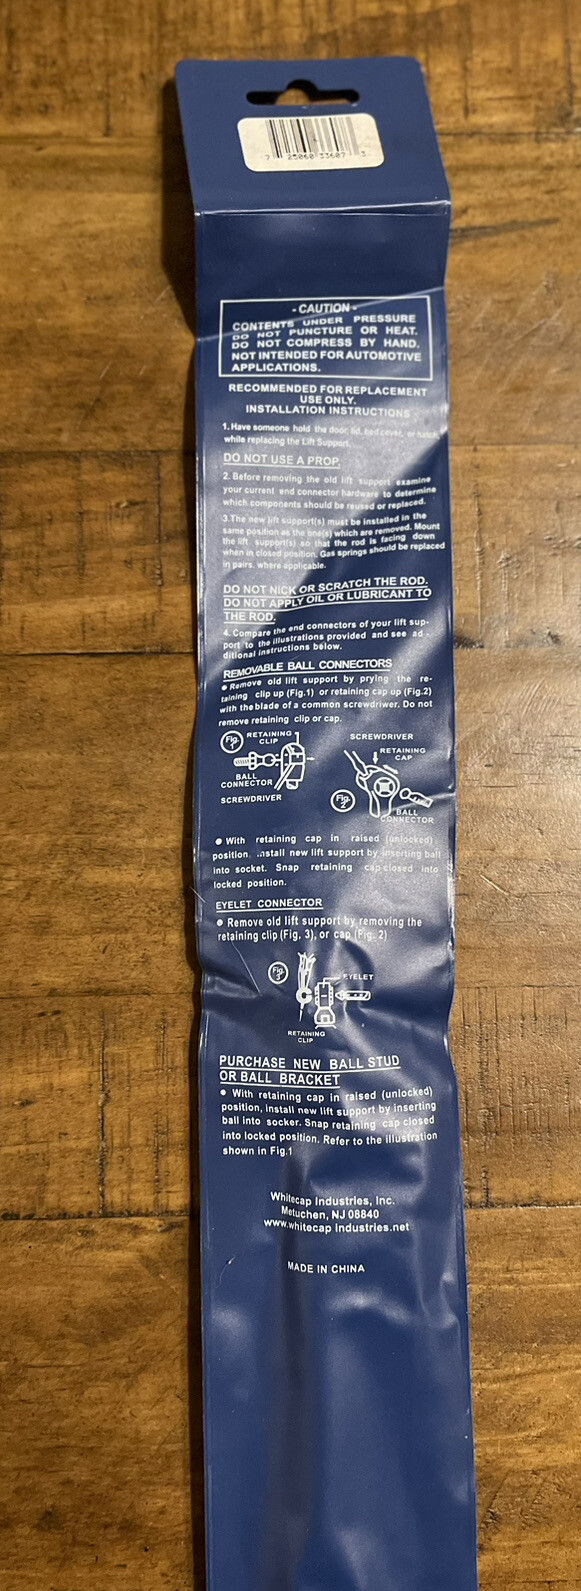 7 25060 33607 3
- CAUTION -
CONTENTS UNDER PRESSURE
DO NOT PUNCTURE OR HEAT.
DO NOT COMPRESS BY HAND.
NOT INTENDED FOR AUTOMOTIVE
APPLICATIONS.
RECOMMENDED FOR REPLACEMENT
USE ONLY.
INSTALLATION INSTRUCTIONS
1. Have someone hold the door, lid, bed cover, or hatch,
while replacing the Lift Support.
DO NOT USE A PROP.
2. Before removing the old lift support examine
your current end connector hardware to determine
which components should be reused or replaced.
3.The new lift support(s) must be installed in the
same position as the one(s) which are removed. Mount
the lift support(s) so that the rod is facing down
when in closed position. Gas springs should be replaced
in pairs. where applicable.
DO NOT NICK OR SCRATCH THE ROD.
DO NOT APPLY OIL OR LUBRICANT TO
THE ROD.
4. Compare the end connectors of your lift sup-
port to the illustrations provided and see ad -
ditional instructions below.
REMOVABLE BALL CONNECTORS
● Remove old lift support by prying the re-
taining clip up (Fig.1) or retaining cap up (Fig.2)
with the blade of a common screwdriver. Do not
remove retaining clip or cap.
Fig. 1
RETAINING
CLIP
BALL
CONNECTOR
SCREWDRIVER
SCREWDRIVER
RETAINING
CAP
Fig. 2
BALL
CONNECTOR
● With retaining cap in raised (unlocked)
position. install new lift support by inserting ball
into socket. Snap retaining cap closed into
locked position.
EYELET CONNECTOR
● Remove old lift support by removing the
retaining clip (Fig. 3), or cap (Fig. 2)
Fig. 3
EYELET
RETAINING
CLIP
PURCHASE NEW BALL STUD
OR BALL BRACKET
● With retaining cap in raised (unlocked)
position, install new lift support by inserting
ball into socker. Snap retaining cap closed
into locked position. Refer to the illustration
shown in Fig.1
Whitecap Industries, Inc.
Metuchen, NJ 08840
www.whitecap industries.net
MADE IN CHINA